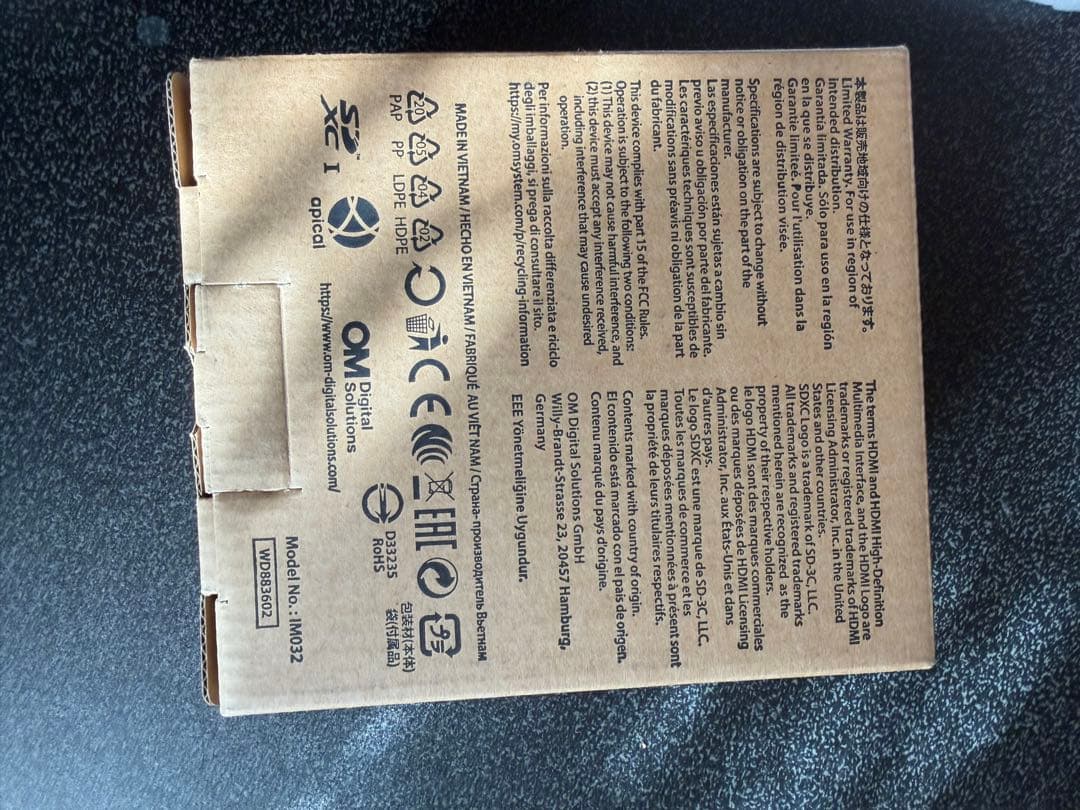 本製品は販売地域向けの仕様となっております。
Limited Warranty. For use in region of
intended distribution.
Garantía limitada. Sólo para uso en la región
en la que se distribuye.
Garantie limiteé. Pour l'utilisation dans la
région de distribution visée.
Specifications are subject to change without
notice or obligation on the part of the
manufacturer.
Las especificaciones están sujetas a cambio sin
previo aviso u obligación por parte del fabricante.
Les caractériques techniques sont susceptibles de
modifications sans préavis ni obligation de la part
du fabricant.
This device complies with part 15 of the FCC Rules.
Operation is subject to the following two conditions:
(1) This device may not cause harmful interference, and
(2) this device must accept any interference received,
including interference that may cause undesired
operation.
Per informazioni sulla raccolta differenziata e riciclo
degli imballaggi, si prega di consultare il sito.
https://my.omsystem.com/p/recycling-information
The terms HDMI and HDMI High-Definition
Multimedia Interface, and the HDMI Logo are
trademarks or registered trademarks of HDMI
Licensing Administrator, Inc. in the United
States and other countries.
SDXC Logo is a trademark of SD-3C, LLC.
All trademarks and registered trademarks
mentioned herein are recognized as the
property of their respective holders.
le logo HDMI sont des marques commerciales
ou des marques déposées de HDMI Licensing
Administrator, Inc. aux États-Unis et dans
d'autres pays.
Le logo SDXC est une marque de SD-3C, LLC.
Toutes les marques de commerce et les
marques déposées mentionnées à présent sont
la propriété de leurs titulaires respectifs.
Contents marked with country of origin.
El contenido está marcado con el país de origen.
Contenu marqué du pays d'origine.
OM Digital Solutions GmbH
Willy-Brandt-Strasse 23, 20457 Hamburg,
Germany
EEE Yönetmeligine Uygundur.
MADE IN VIETNAM / HECHO EN VIETNAM / FABRIQUÉ AU VIÊTNAM / Страна-производитель Вьетнам
21 05 04 02
PAP PP LDPE HDPE
CE EAC プラ
包装材(本体)
袋(付属品)
D33235
RoHS
SD XC I
apical
OM Digital
Solutions
https://www.om-digitalsolutions.com/
Model No. : IM032
WD883602